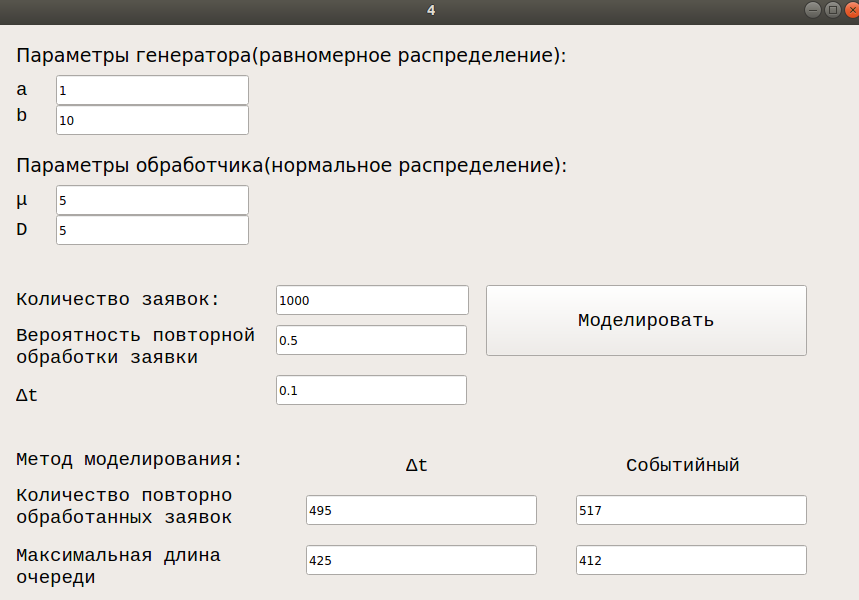 4
Параметры генератора(равномерное распределение):
a 1
b 10
Параметры обработчика(нормальное распределение):
μ 5
D 5
Количество заявок: 1000
Моделировать
Вероятность повторной
обработки заявки 0.5
Δt 0.1
Метод моделирования: Δt Событийный
Количество повторно
обработанных заявок 495 517
Максимальная длина
очереди 425 412